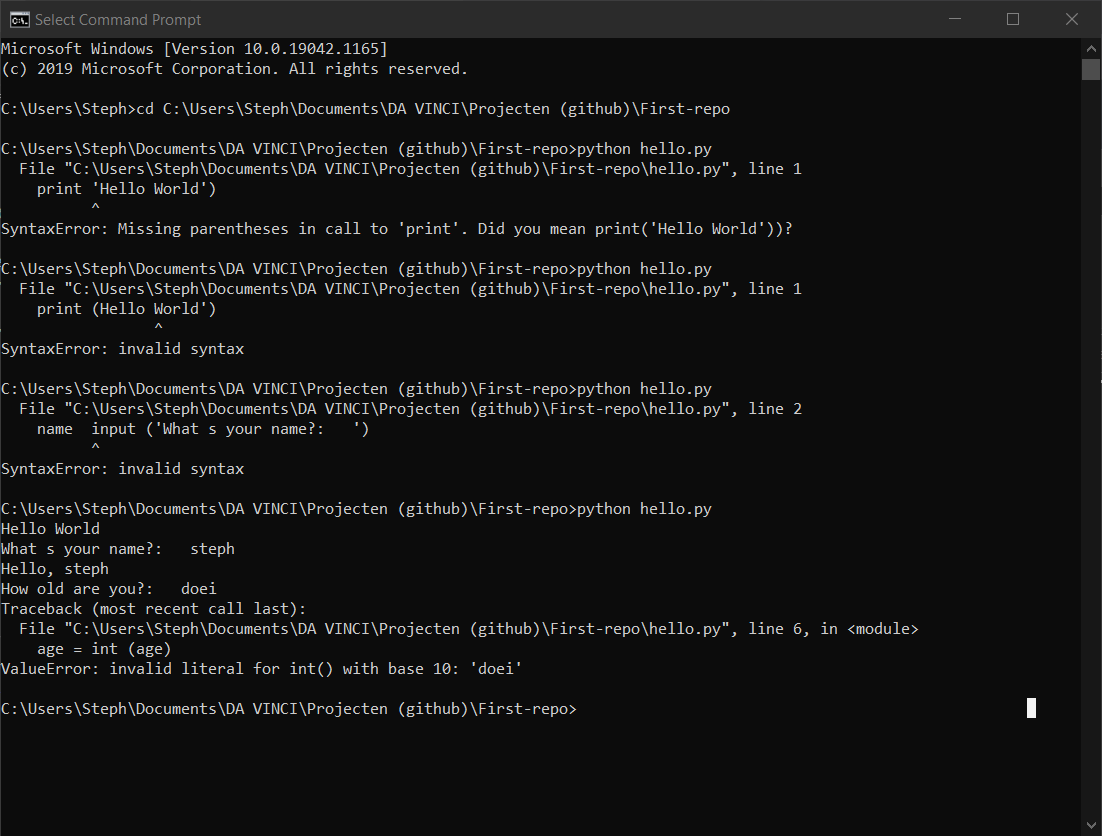 Select Command Prompt
Microsoft Windows [Version 10.0.19042.1165]
(c) 2019 Microsoft Corporation. All rights reserved.
C:\Users\Steph>cd C:\Users\Steph\Documents\DA VINCI\Projecten (github)\First-repo
C:\Users\Steph\Documents\DA VINCI\Projecten (github)\First-repo>python hello.py
  File "C:\Users\Steph\Documents\DA VINCI\Projecten (github)\First-repo\hello.py", line 1
    print 'Hello World')
          ^
SyntaxError: Missing parentheses in call to 'print'. Did you mean print('Hello World'))?
C:\Users\Steph\Documents\DA VINCI\Projecten (github)\First-repo>python hello.py
  File "C:\Users\Steph\Documents\DA VINCI\Projecten (github)\First-repo\hello.py", line 1
    print (Hello World')
                 ^
SyntaxError: invalid syntax
C:\Users\Steph\Documents\DA VINCI\Projecten (github)\First-repo>python hello.py
  File "C:\Users\Steph\Documents\DA VINCI\Projecten (github)\First-repo\hello.py", line 2
    name  input ('What s your name?:   ')
          ^
SyntaxError: invalid syntax
C:\Users\Steph\Documents\DA VINCI\Projecten (github)\First-repo>python hello.py
Hello World
What s your name?:   steph
Hello, steph
How old are you?:   doei
Traceback (most recent call last):
  File "C:\Users\Steph\Documents\DA VINCI\Projecten (github)\First-repo\hello.py", line 6, in <module>
    age = int (age)
ValueError: invalid literal for int() with base 10: 'doei'
C:\Users\Steph\Documents\DA VINCI\Projecten (github)\First-repo>